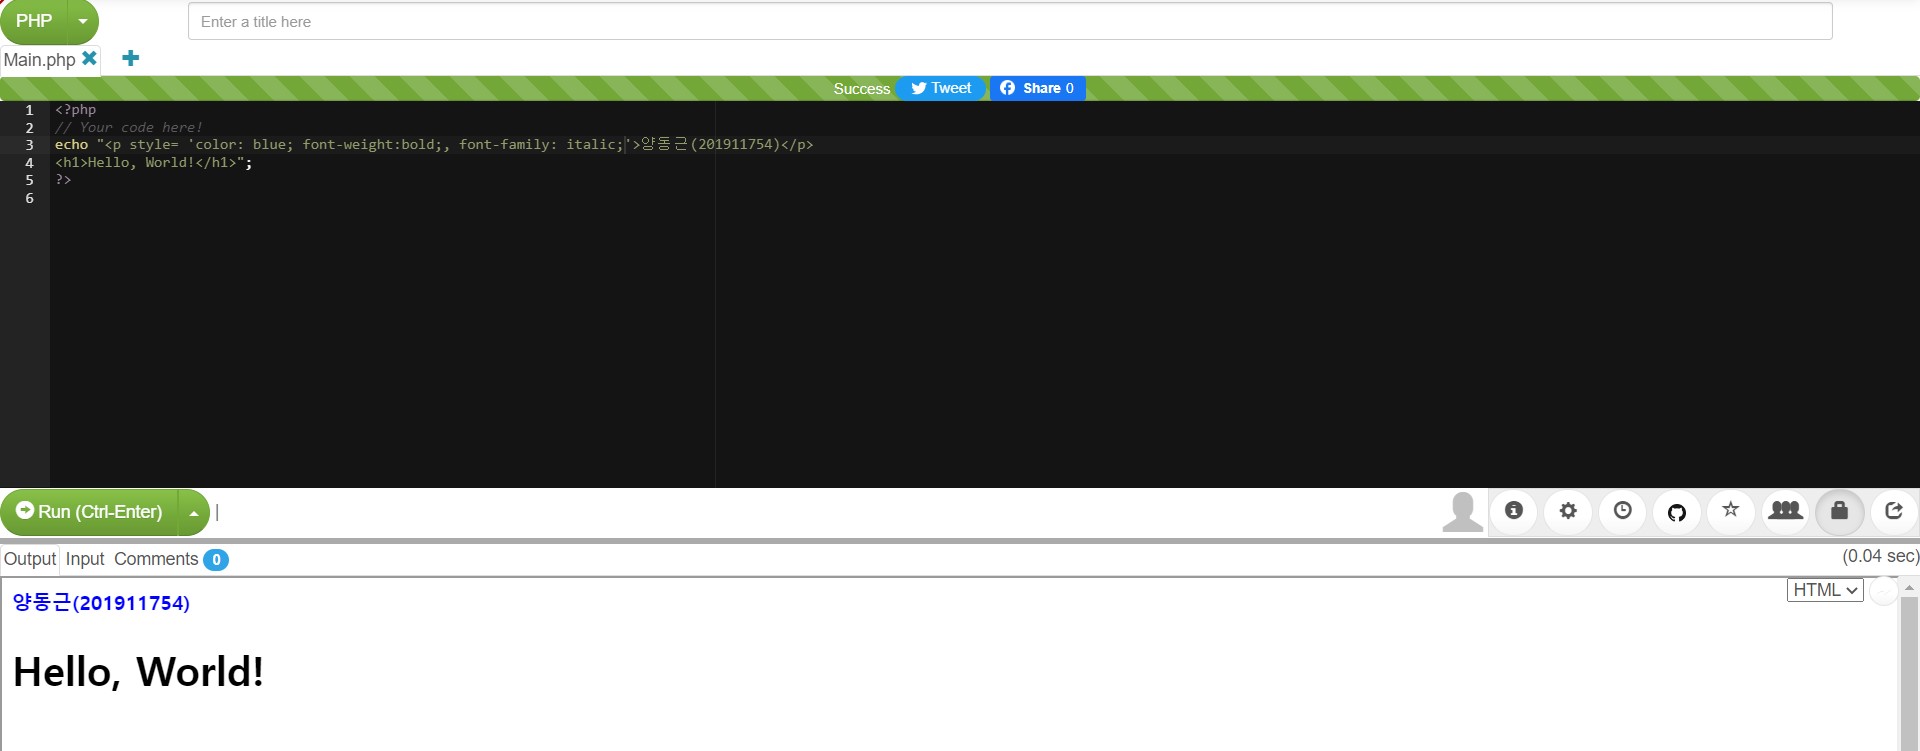 PHP
Enter a title here
Main.php
Success Tweet Share 0
1 <?php
2 // Your code here!
3 echo "<p style= 'color: blue; font-weight:bold;, font-family: italic;'>양동근(201911754)</p>
4 <h1>Hello, World!</h1>";
5 ?>
6
Run (Ctrl-Enter)
Output Input Comments 0
(0.04 sec)
HTML
양동근(201911754)
Hello, World!